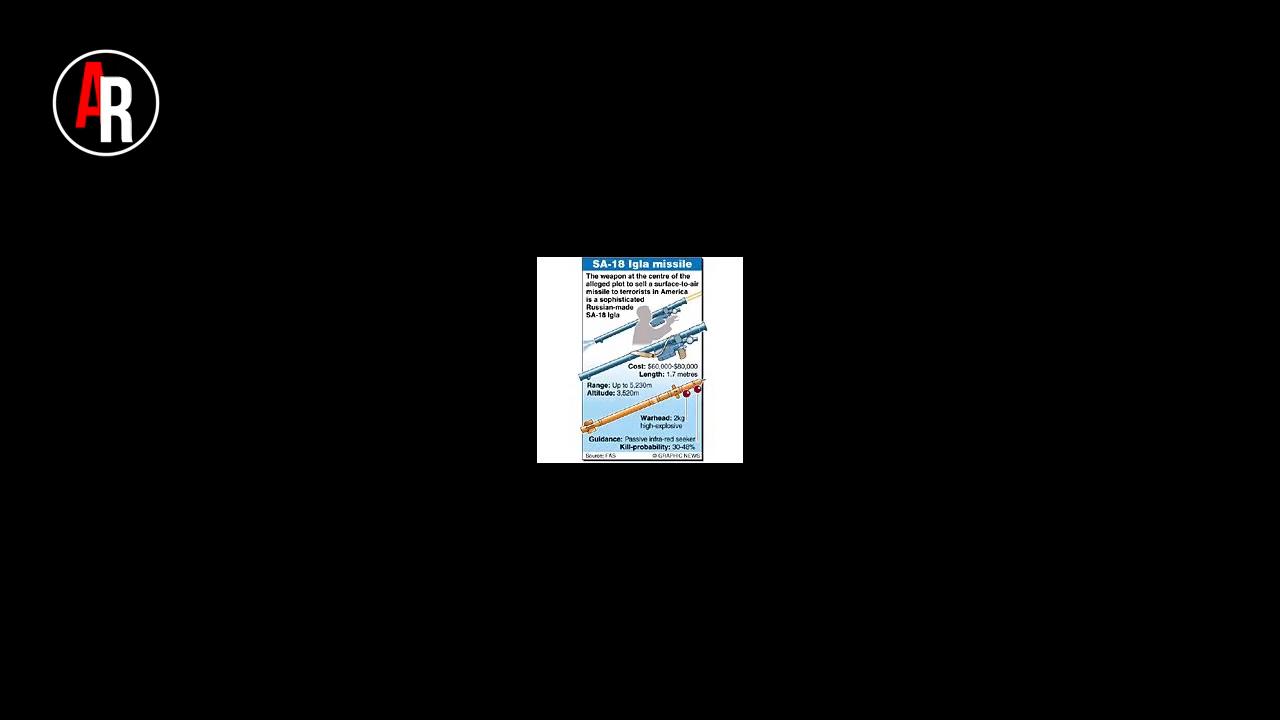 AR
SA-18 Igla missile
The weapon at the centre of the
alleged plot to sell a surface-to-air
missile to terrorists in America
is a sophisticated
Russian-made
SA-18 Igla
Cost: $60,000-$80,000
Length: 1.7 metres
Range: Up to 5,230m
Altitude: 3,520m
Warhead: 2kg
high-explosive
Guidance: Passive infra-red seeker
Kill-probability: 30-48%
Source: FAS
© GRAPHIC NEWS